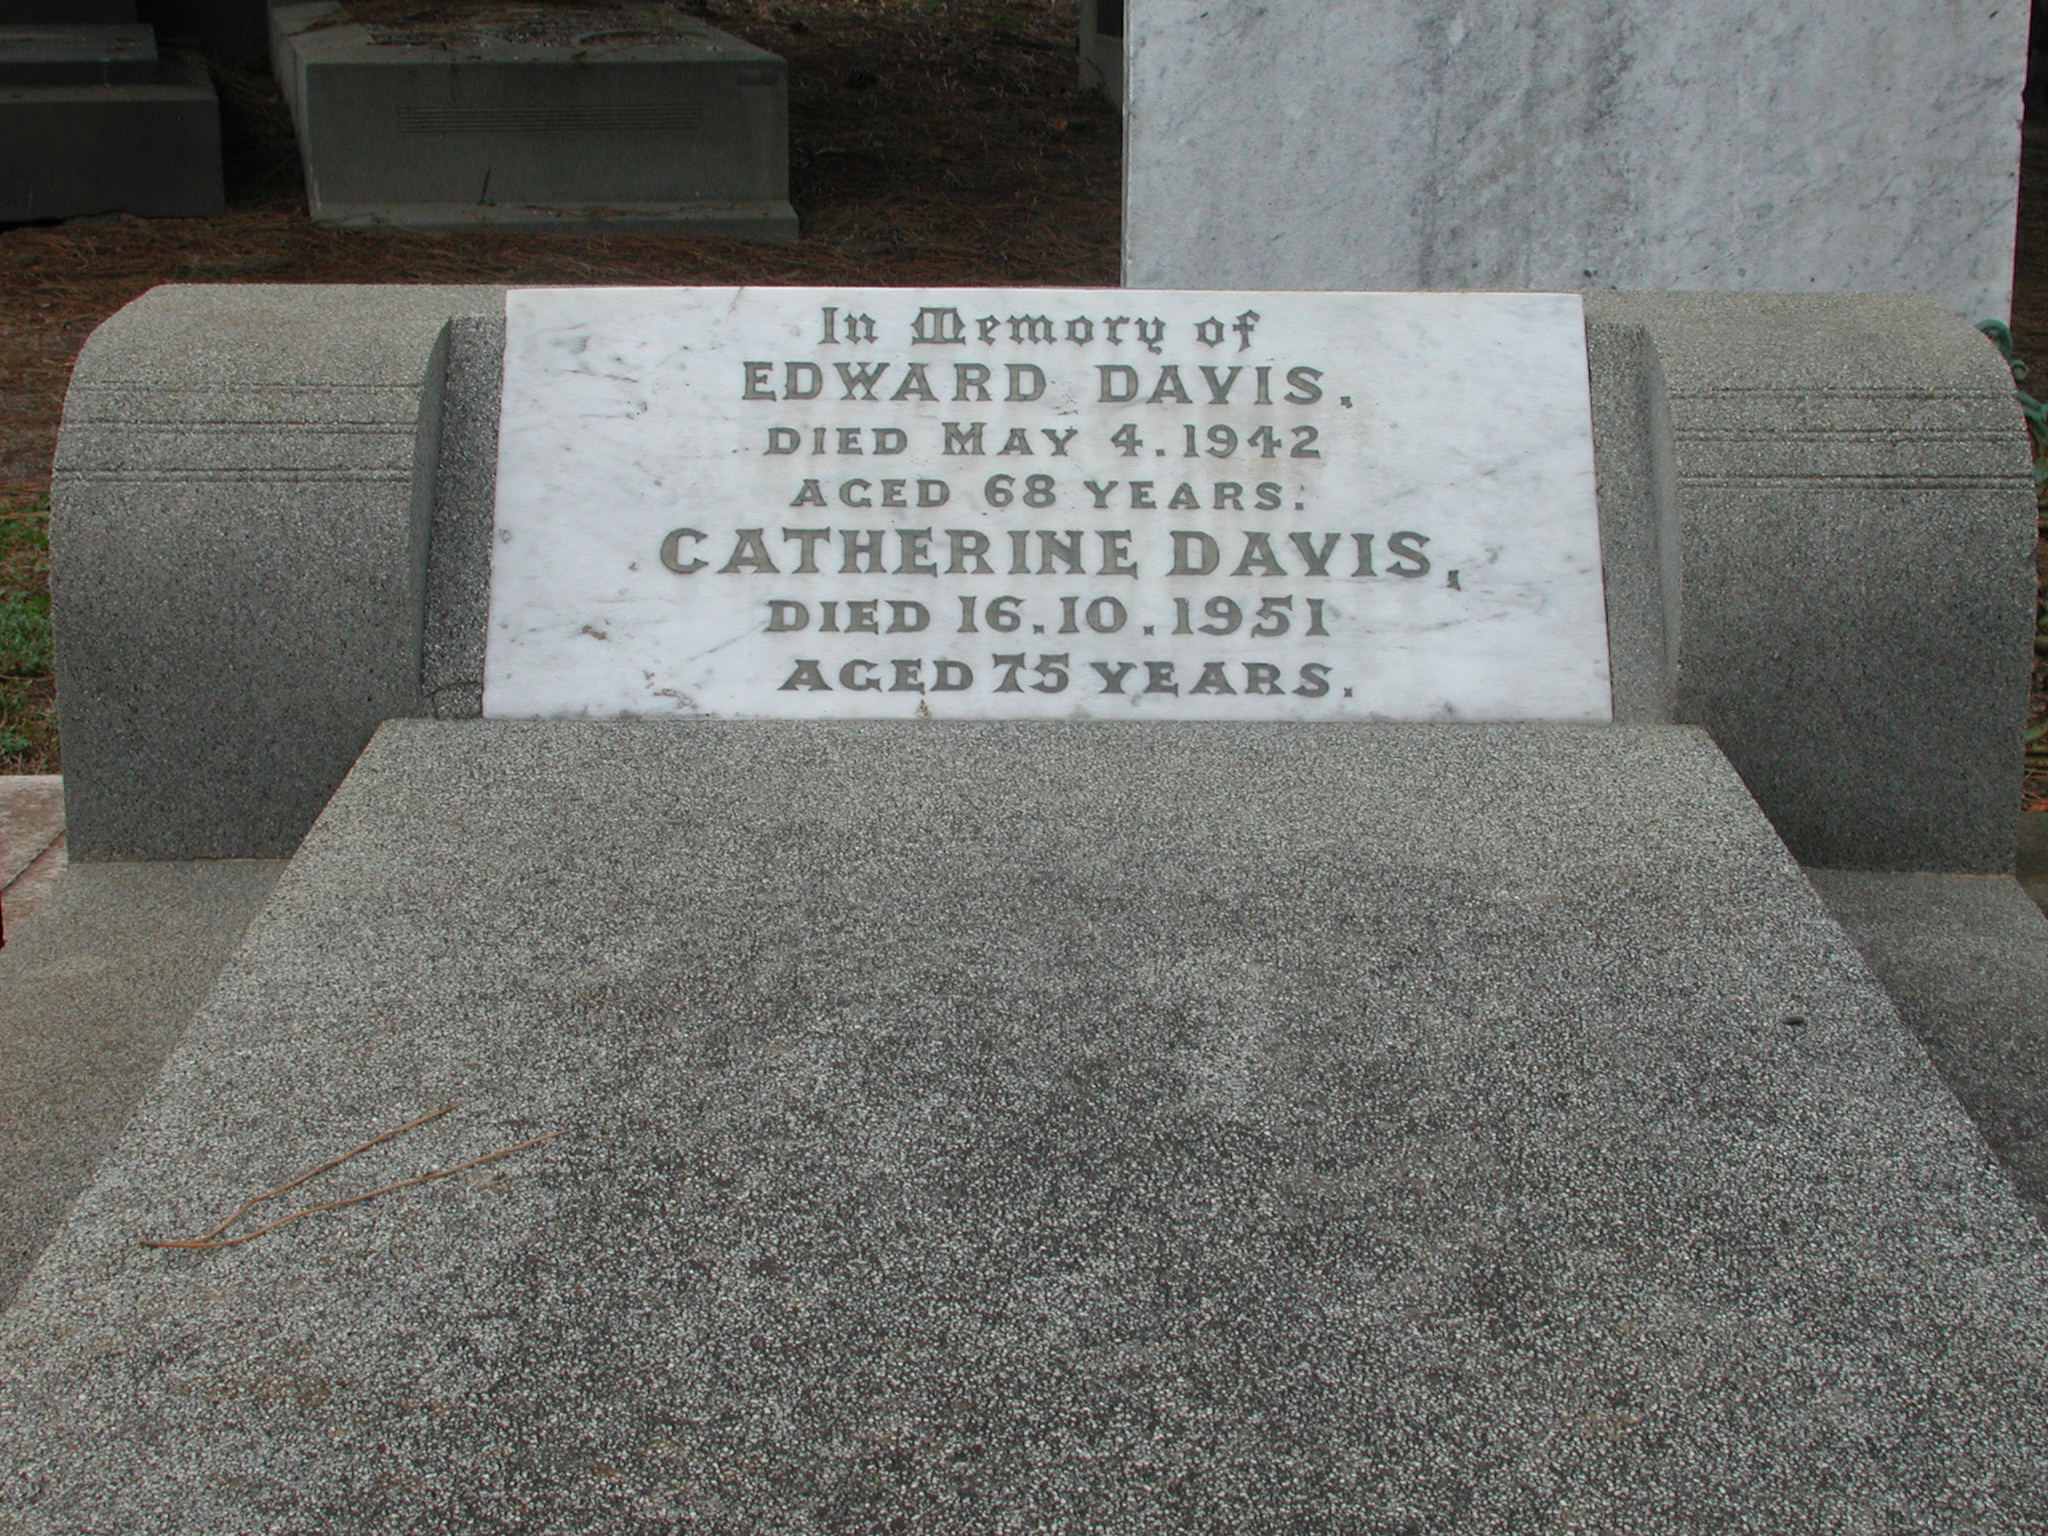 In Memory of
EDWARD DAVIS.
DIED MAY 4. 1942
AGED 68 YEARS.
CATHERINE DAVIS,
DIED 16.10.1951
AGED 75 YEARS.